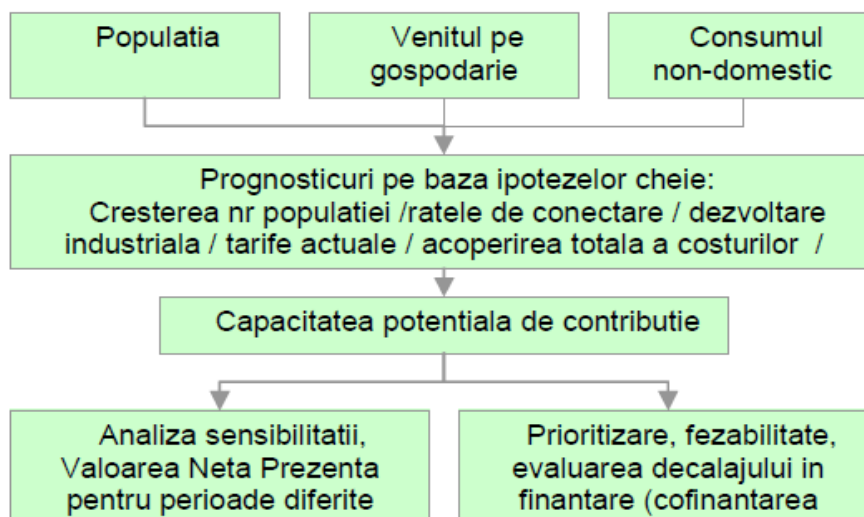 Populatia
Venitul pe
gospodarie
Consumul
non-domestic
Prognosticuri pe baza ipotezelor cheie:
Cresterea nr populatiei /ratele de conectare / dezvoltare
industriala / tarife actuale / acoperirea totala a costurilor /
Capacitatea potentiala de contributie
Analiza sensibilitatii,
Valoarea Neta Prezenta
pentru perioade diferite
Prioritizare, fezabilitate,
evaluarea decalajului in
finantare (cofinantarea